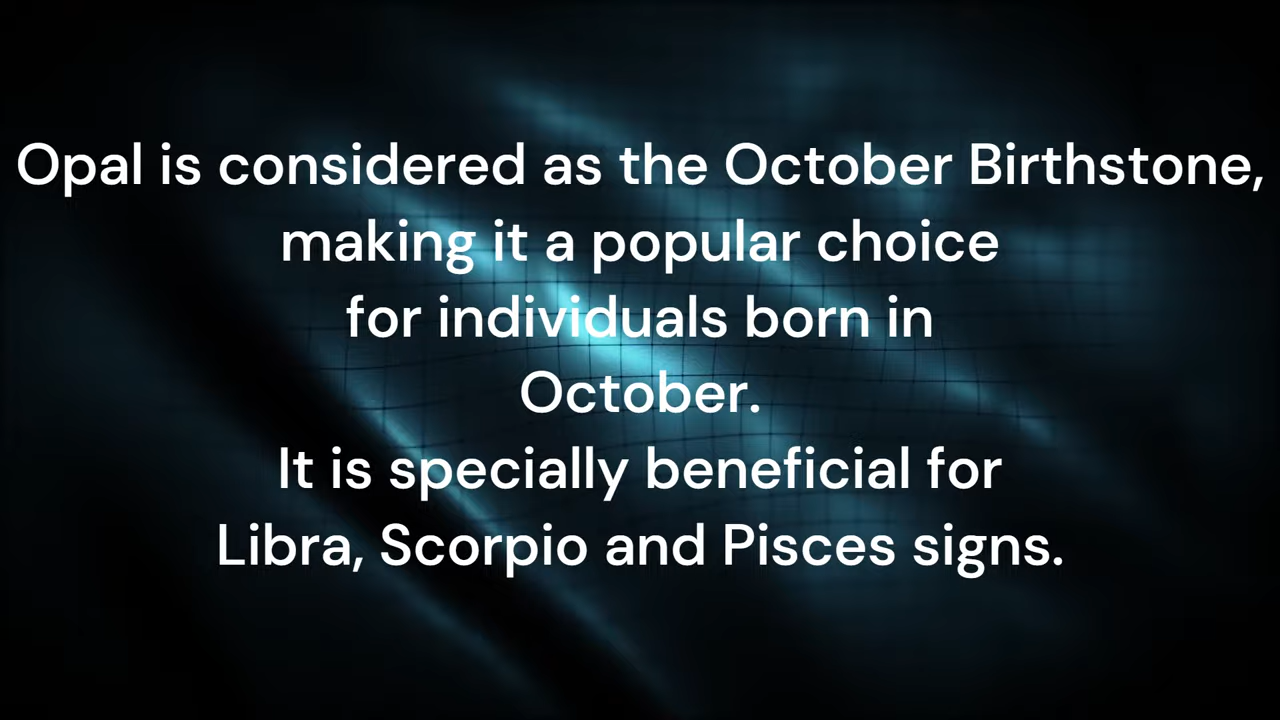 Opal is considered as the October Birthstone,
making it a popular choice
for individuals born in
October.
It is specially beneficial for
Libra, Scorpio and Pisces signs.